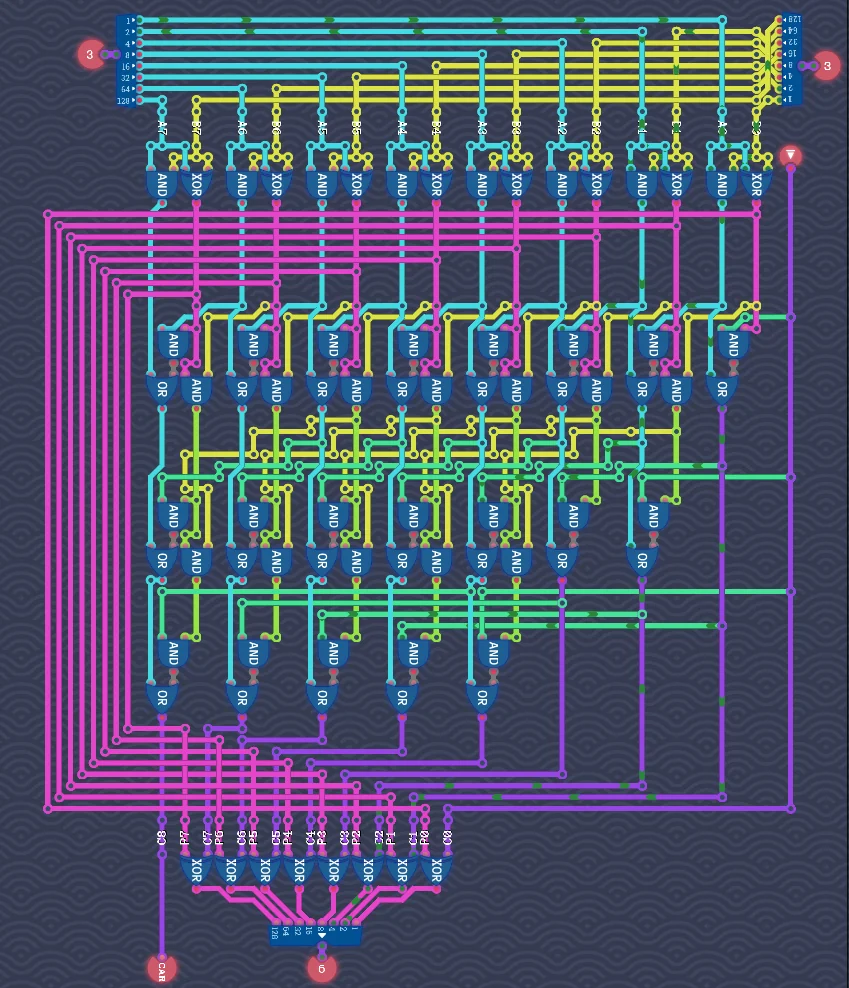 1
2
4
8
16
32
64
128
3
128
64
32
16
8
4
2
1
3
A7 B7 A6 B6 A5 B5 A4 B4 A3 B3 A2 B2
AND XOR AND XOR AND XOR AND XOR AND XOR AND XOR AND XOR AND XOR
AND AND AND AND AND AND AND AND
OR AND OR AND OR AND OR AND OR AND OR AND OR AND OR
AND AND AND AND AND AND AND
OR AND OR AND OR AND OR AND OR AND OR OR
AND AND AND AND AND
OR OR OR OR OR
C8 P7 C7 P6 C6 P5 C5 P4 C4 P3 C3 P2 C2 P1 C1 P0 C0
XOR XOR XOR XOR XOR XOR XOR XOR
128 64 32 16 8 4 2 1
CAR 6